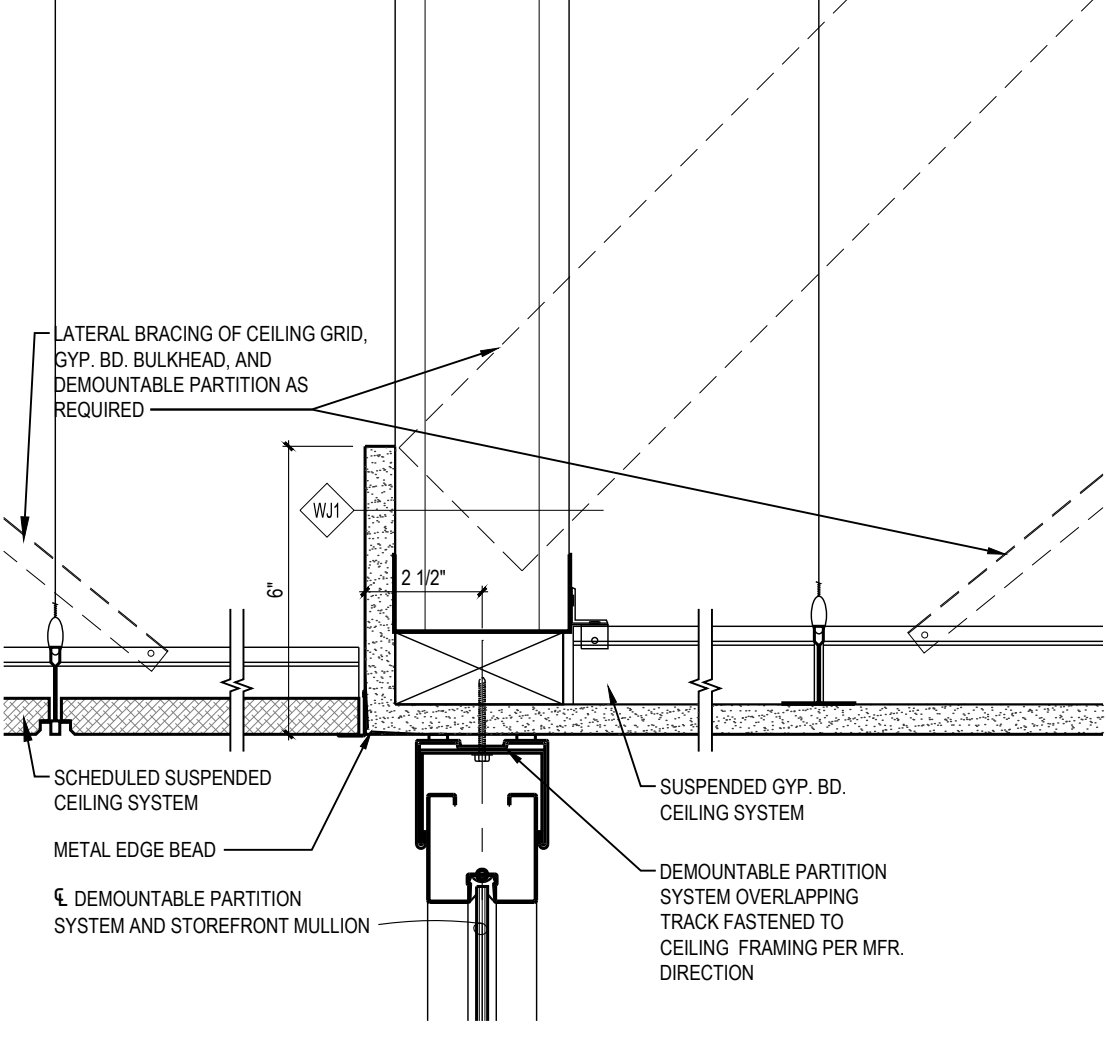 LATERAL BRACING OF CEILING GRID,
GYP. BD. BULKHEAD, AND
DEMOUNTABLE PARTITION AS
REQUIRED
WJ1
2 1/2"
6"
SCHEDULED SUSPENDED
CEILING SYSTEM
METAL EDGE BEAD
℄ DEMOUNTABLE PARTITION
SYSTEM AND STOREFRONT MULLION
SUSPENDED GYP. BD.
CEILING SYSTEM
DEMOUNTABLE PARTITION
SYSTEM OVERLAPPING
TRACK FASTENED TO
CEILING FRAMING PER MFR.
DIRECTION